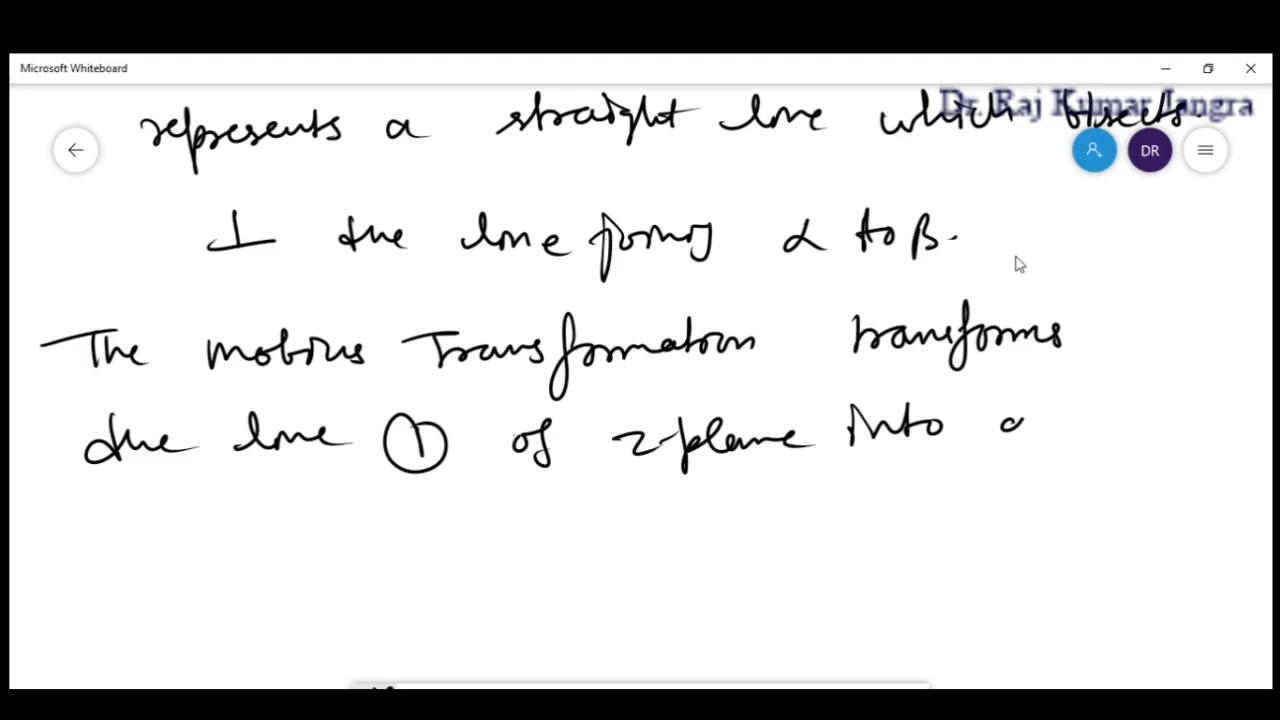 Microsoft Whiteboard
Dr. Raj Kumar Jangra
represents a straight line which bisects
DR
⊥ the line joining α to β.
The mobius Transformation transforms
the line ① of z-plane into a